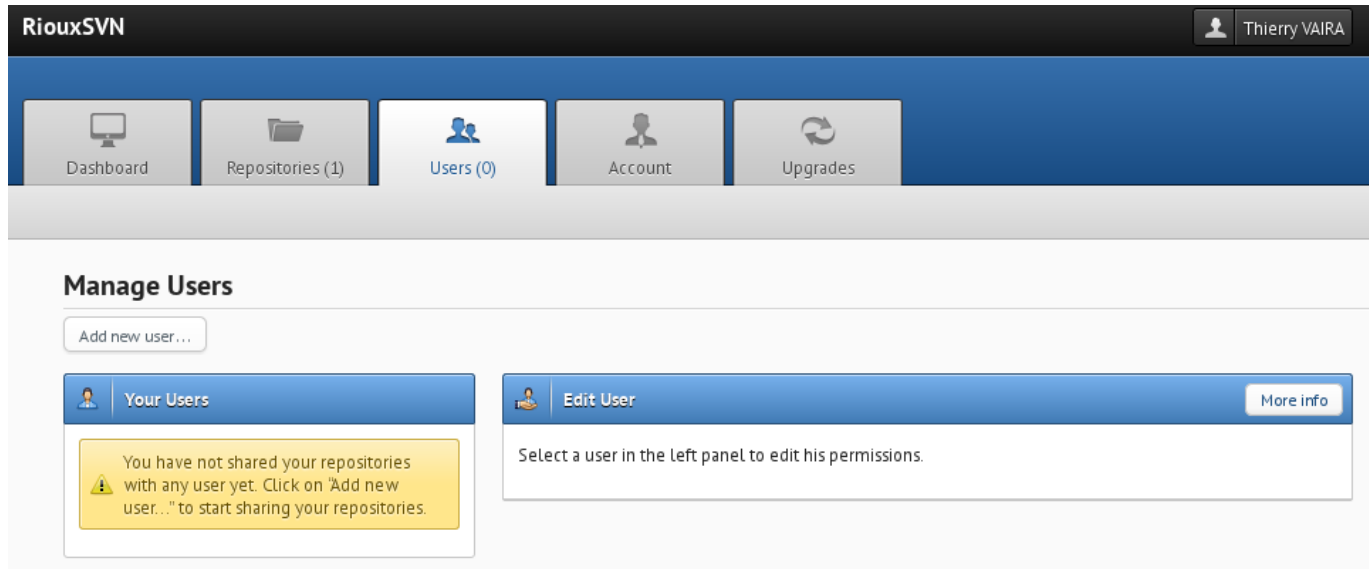 RiouxSVN
Thierry VAIRA
Dashboard
Repositories (1)
Users (0)
Account
Upgrades
Manage Users
Add new user...
Your Users
You have not shared your repositories
with any user yet. Click on "Add new
user..." to start sharing your repositories.
Edit User
More info
Select a user in the left panel to edit his permissions.